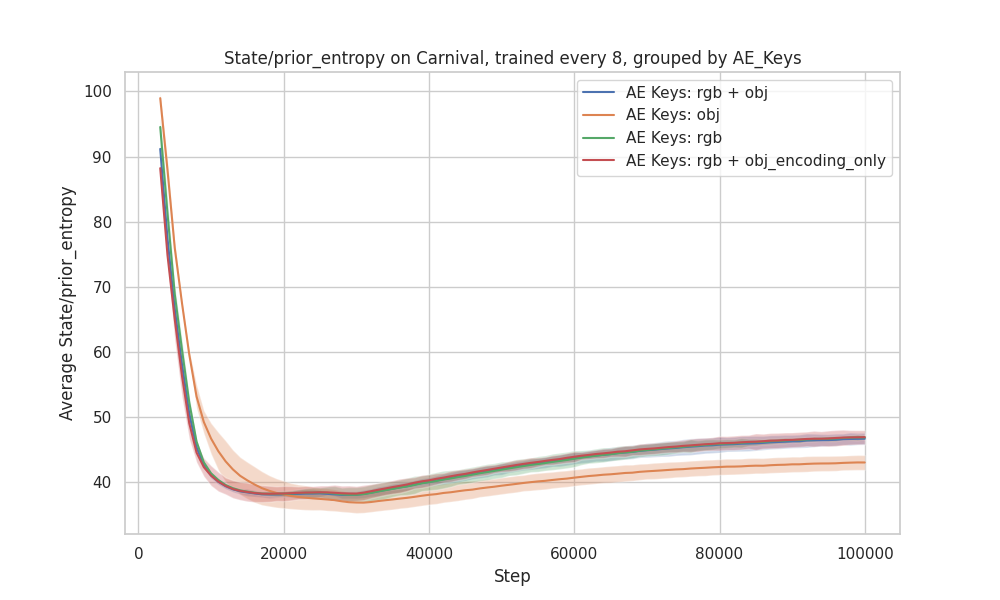 State/prior_entropy on Carnival, trained every 8, grouped by AE_Keys
AE Keys: rgb + obj
AE Keys: obj
AE Keys: rgb
AE Keys: rgb + obj_encoding_only
Average State/prior_entropy
100
90
80
70
60
50
40
0 20000 40000 60000 80000 100000
Step